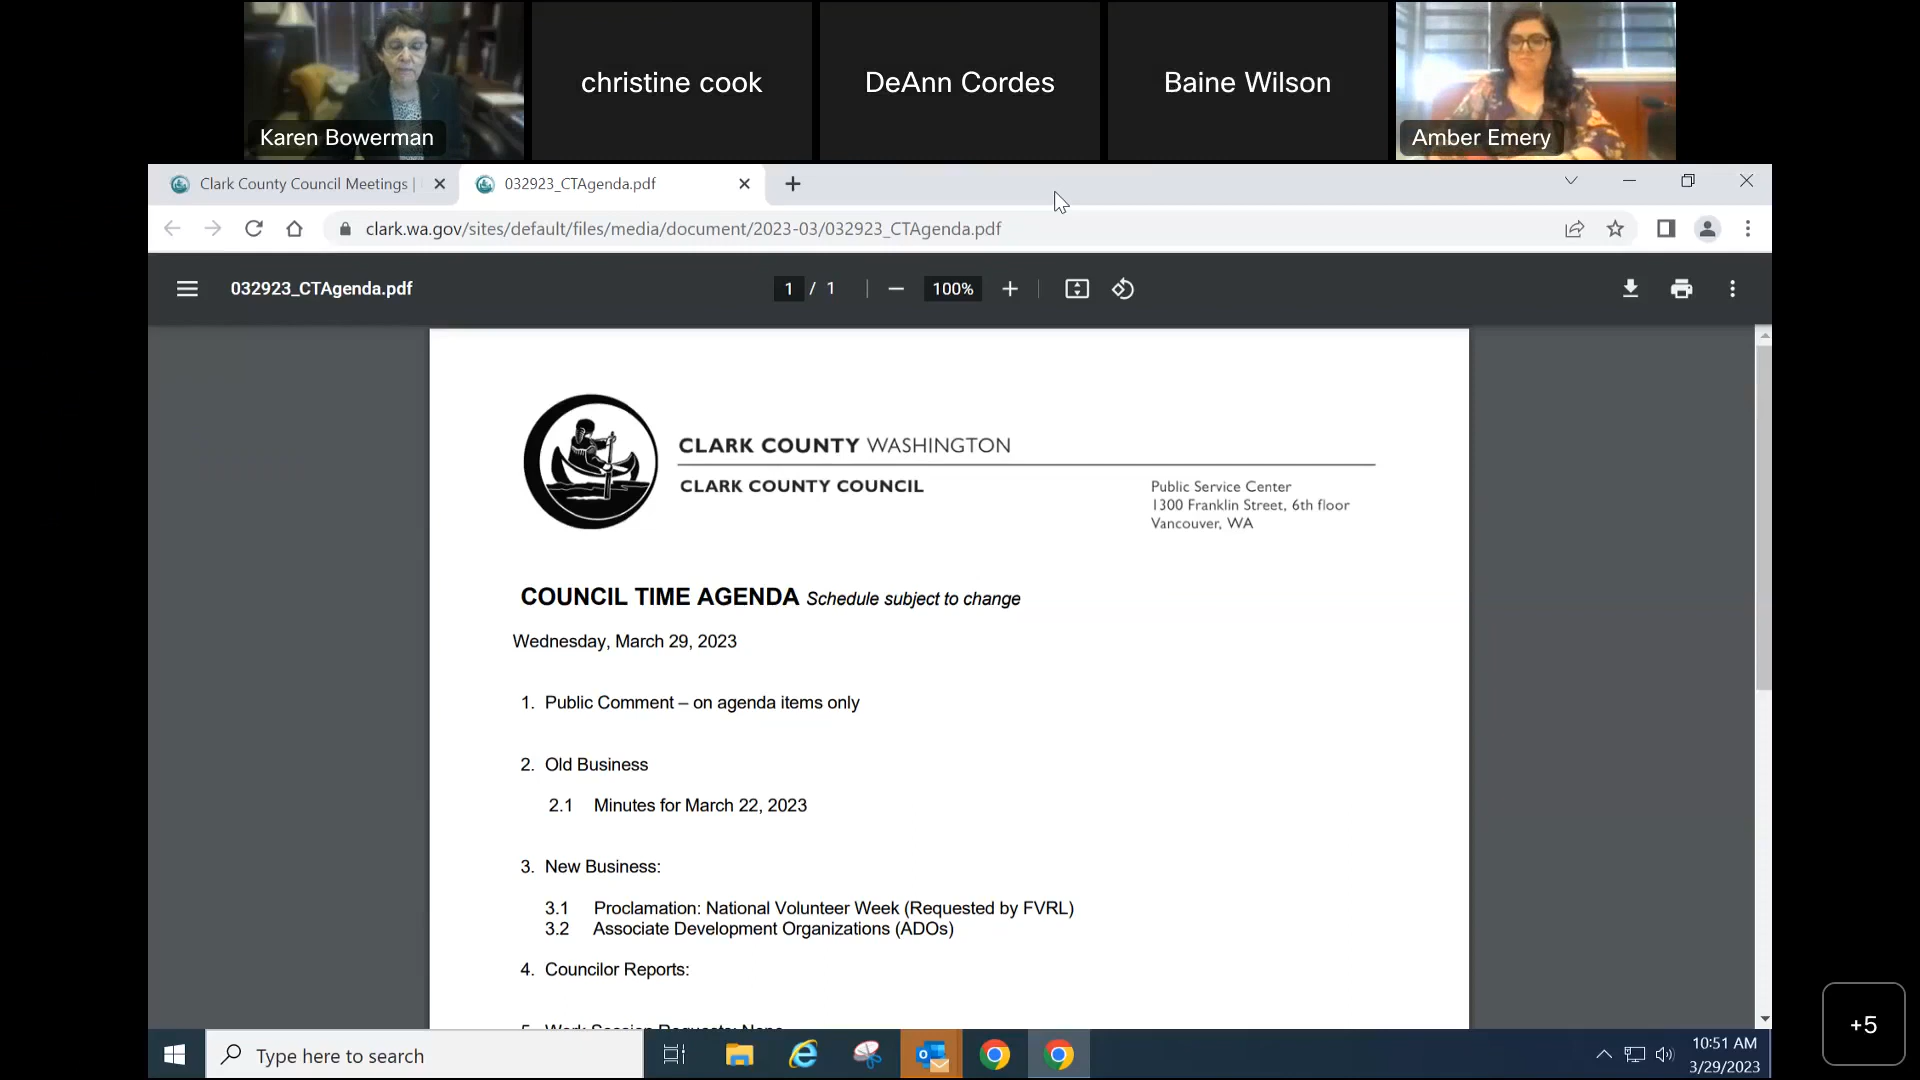 christine cook
DeAnn Cordes
Baine Wilson
Karen Bowerman
Amber Emery
Clark County Council Meetings |
032923_CTAgenda.pdf
clark.wa.gov/sites/default/files/media/document/2023-03/032923_CTAgenda.pdf
032923_CTAgenda.pdf
1 / 1
100%
CLARK COUNTY WASHINGTON
CLARK COUNTY COUNCIL
Public Service Center
1300 Franklin Street, 6th floor
Vancouver, WA
COUNCIL TIME AGENDA Schedule subject to change
Wednesday, March 29, 2023
1. Public Comment – on agenda items only
2. Old Business
2.1 Minutes for March 22, 2023
3. New Business:
3.1 Proclamation: National Volunteer Week (Requested by FVRL)
3.2 Associate Development Organizations (ADOs)
4. Councilor Reports:
5. Work Session Requests: None
+5
Type here to search
10:51 AM
3/29/2023